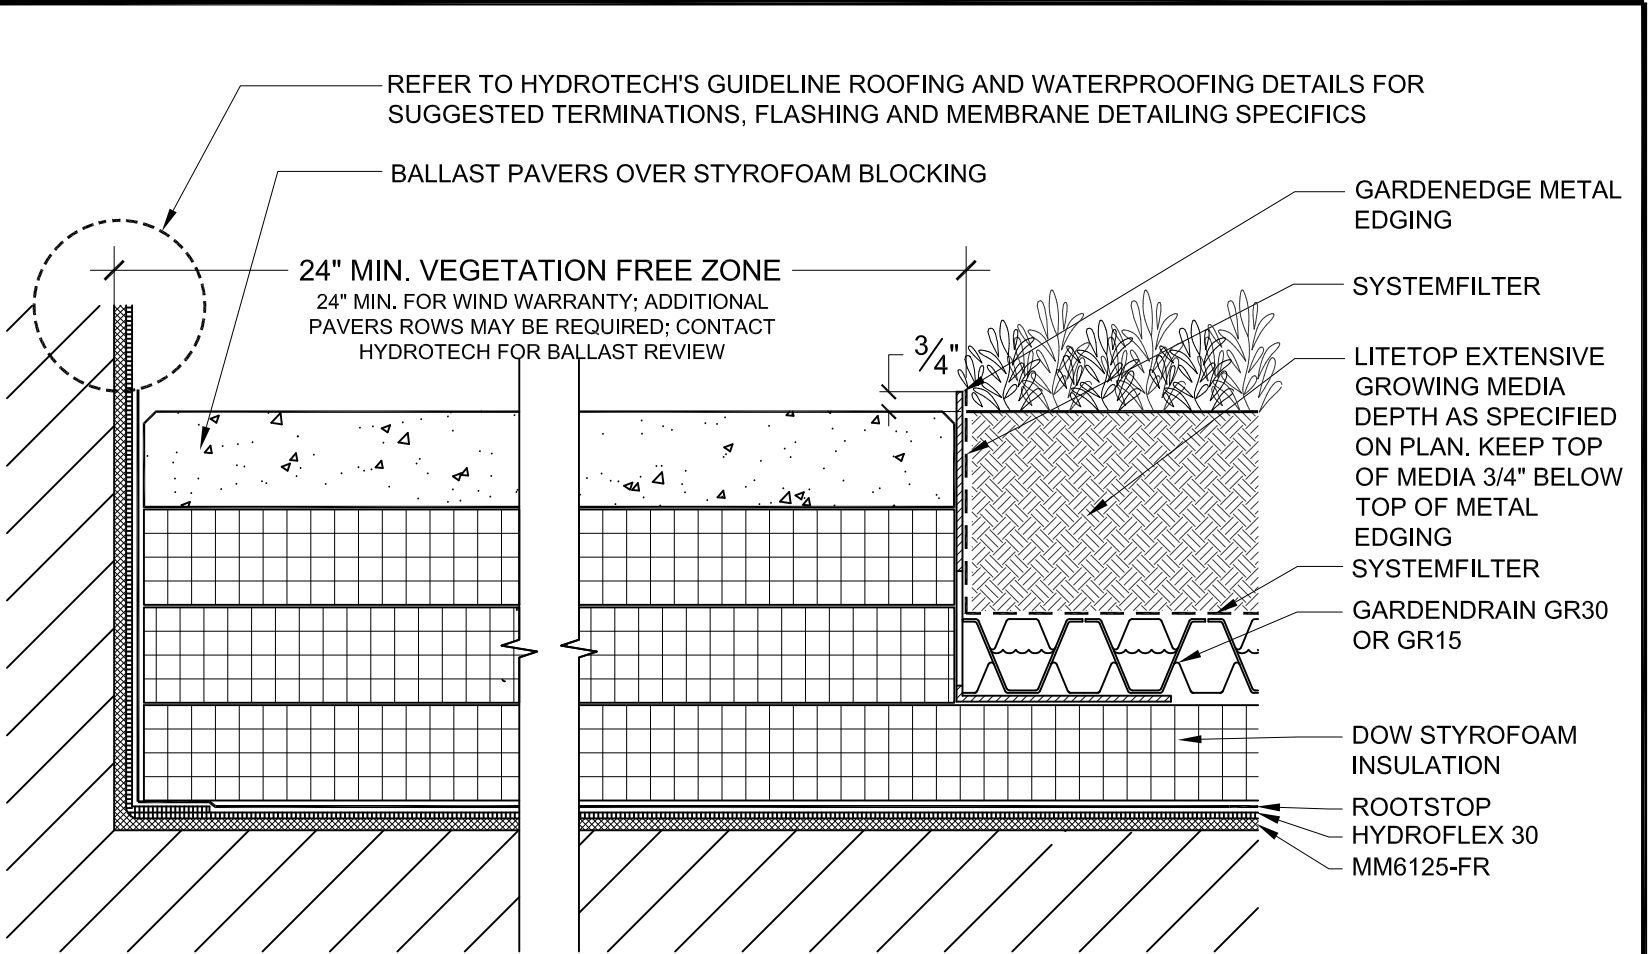 REFER TO HYDROTECH'S GUIDELINE ROOFING AND WATERPROOFING DETAILS FOR
SUGGESTED TERMINATIONS, FLASHING AND MEMBRANE DETAILING SPECIFICS
BALLAST PAVERS OVER STYROFOAM BLOCKING
24" MIN. VEGETATION FREE ZONE
24" MIN. FOR WIND WARRANTY; ADDITIONAL
PAVERS ROWS MAY BE REQUIRED; CONTACT
HYDROTECH FOR BALLAST REVIEW
3/4"
GARDENEDGE METAL
EDGING
SYSTEMFILTER
LITETOP EXTENSIVE
GROWING MEDIA
DEPTH AS SPECIFIED
ON PLAN. KEEP TOP
OF MEDIA 3/4" BELOW
TOP OF METAL
EDGING
SYSTEMFILTER
GARDENDRAIN GR30
OR GR15
DOW STYROFOAM
INSULATION
ROOTSTOP
HYDROFLEX 30
MM6125-FR